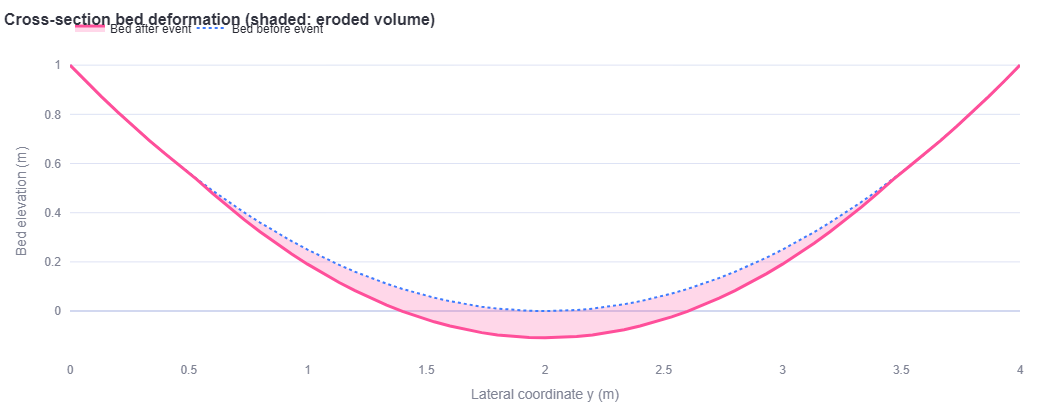 Cross-section bed deformation (shaded: eroded volume)
Bed after event Bed before event
1
0.8
0.6
0.4
0.2
0
Bed elevation (m)
0 0.5 1 1.5 2 2.5 3 3.5 4
Lateral coordinate y (m)